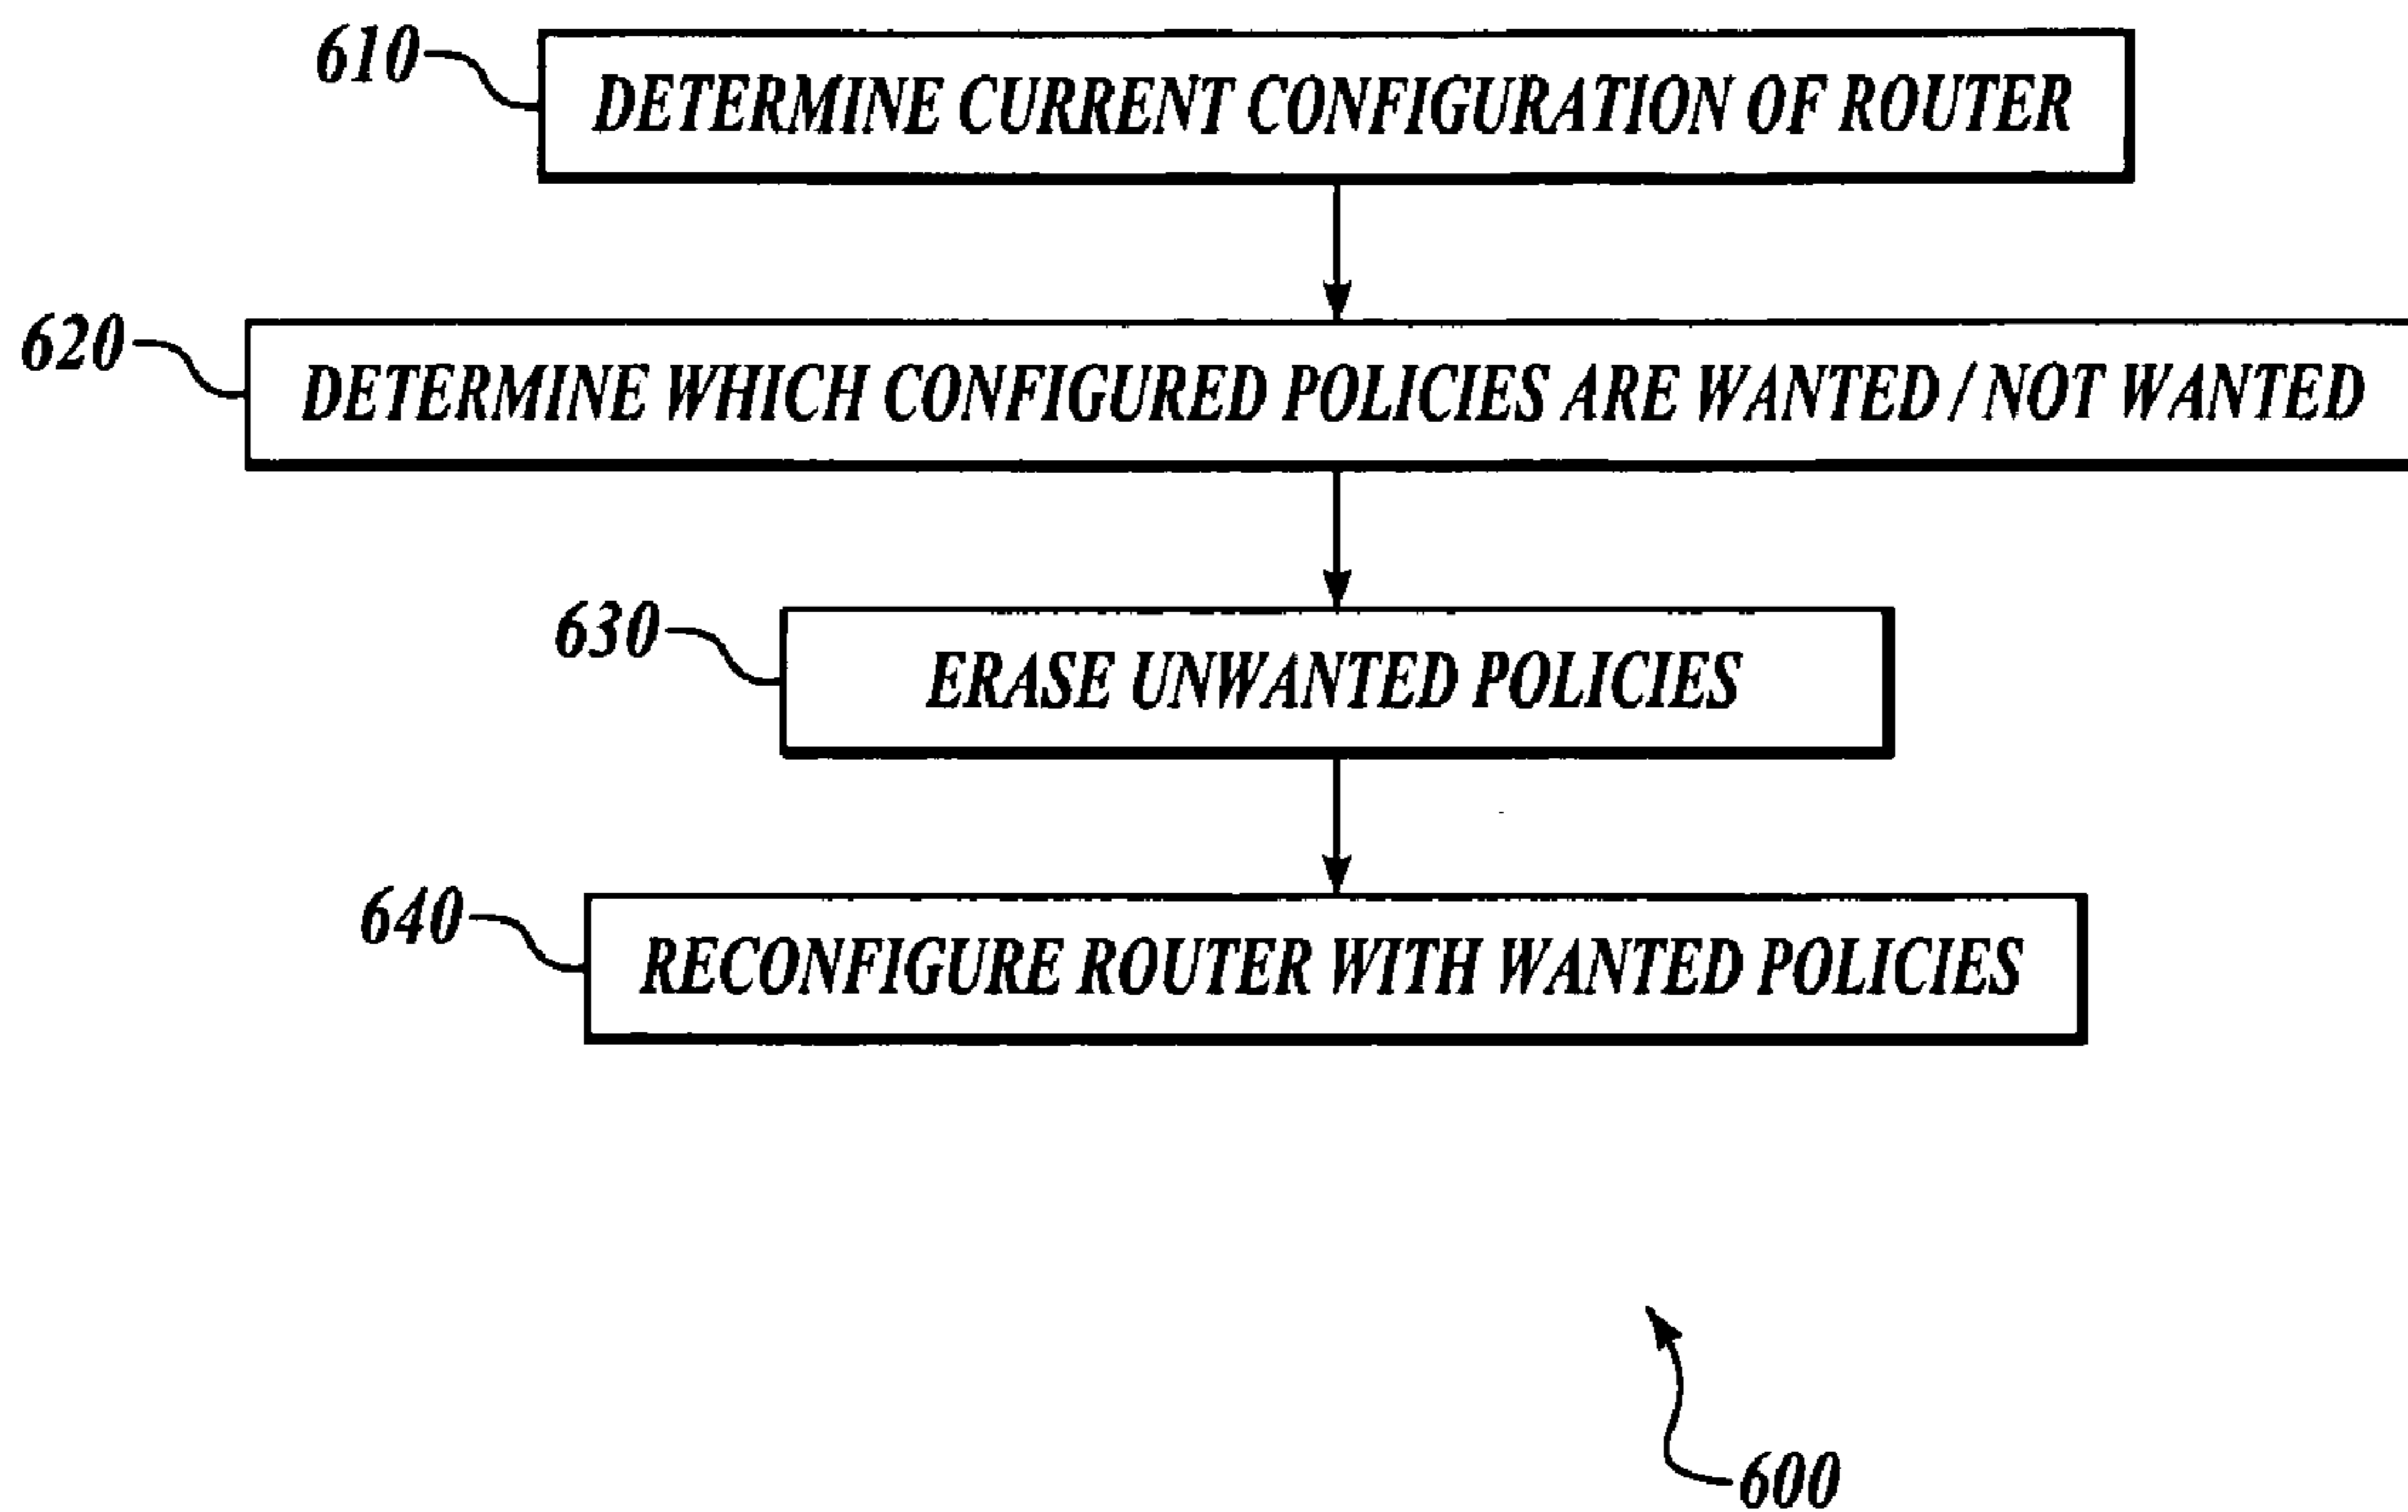 610
DETERMINE CURRENT CONFIGURATION OF ROUTER
620
DETERMINE WHICH CONFIGURED POLICIES ARE WANTED / NOT WANTED
630
ERASE UNWANTED POLICIES
640
RECONFIGURE ROUTER WITH WANTED POLICIES
600